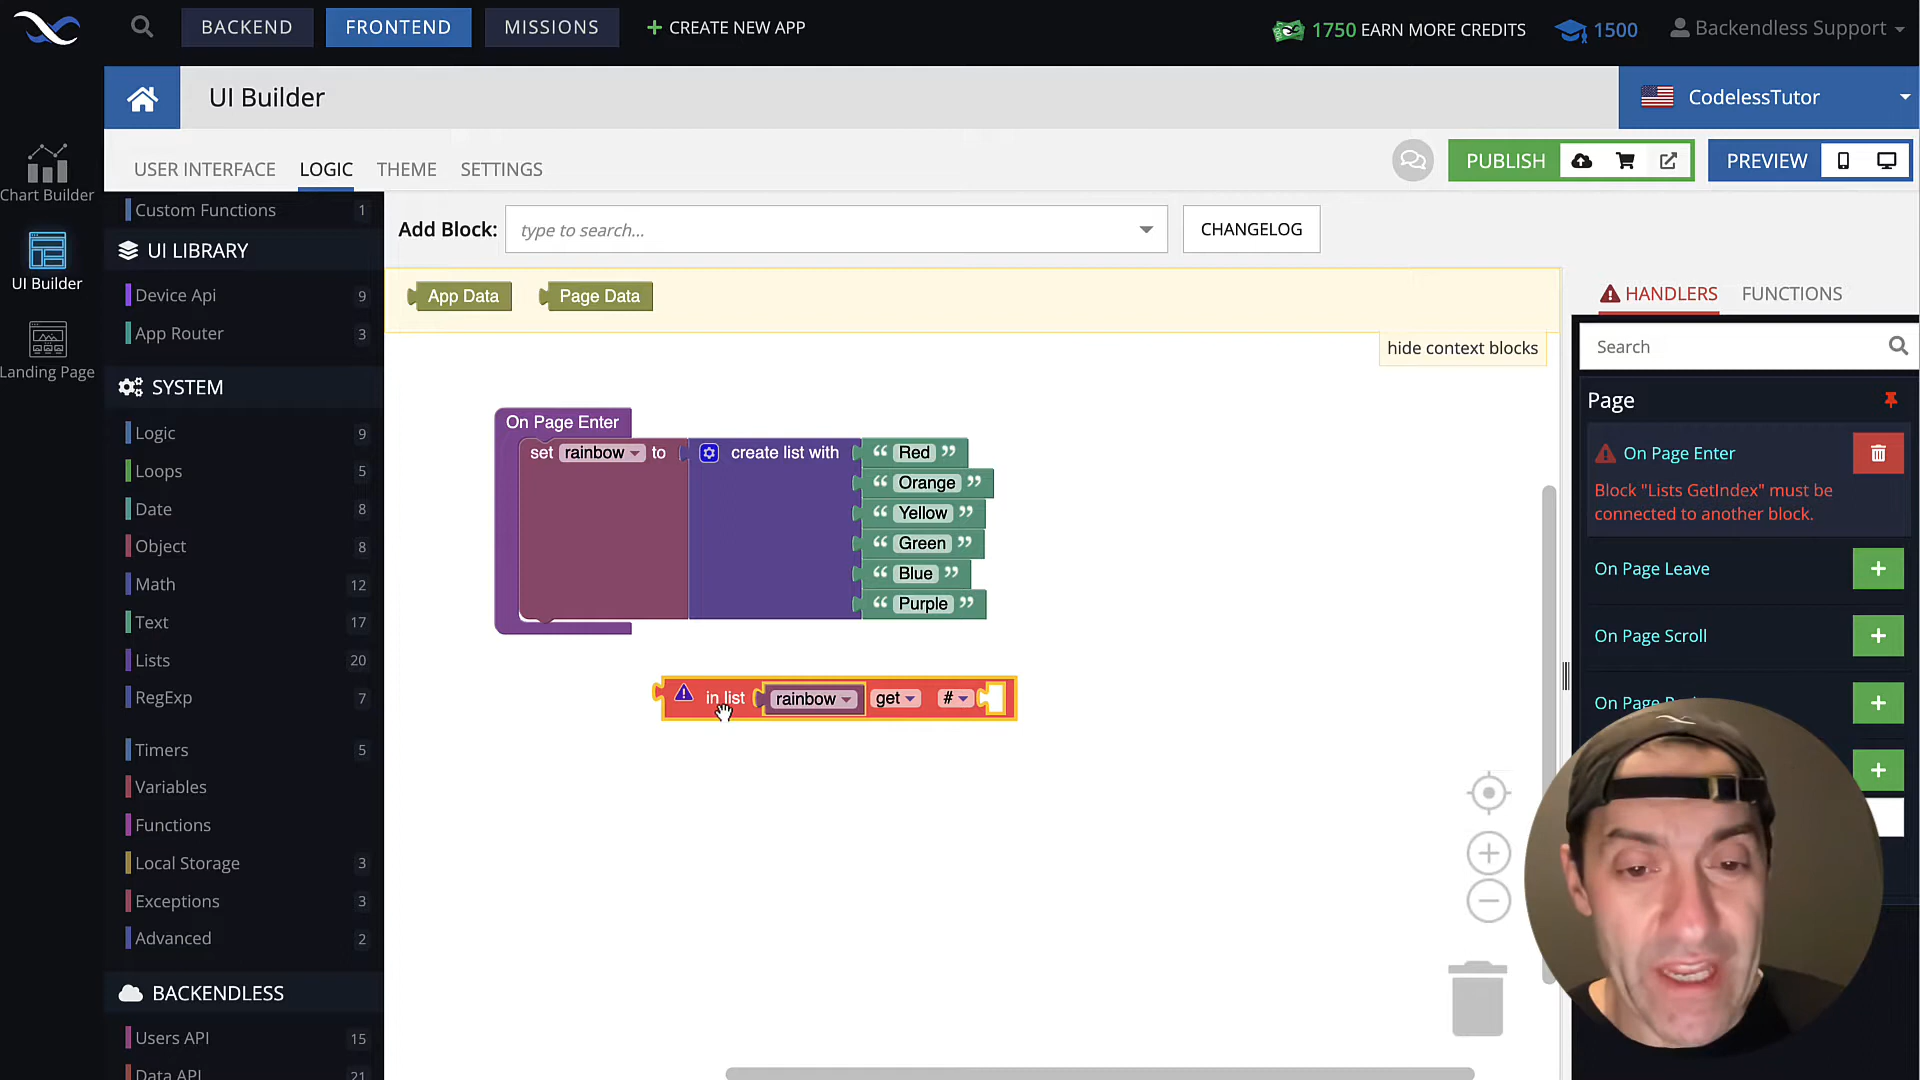 BACKEND
FRONTEND
MISSIONS
+ CREATE NEW APP
1750 EARN MORE CREDITS
1500
Backendless Support
UI Builder
CodelessTutor
Chart Builder
UI Builder
Landing Page
USER INTERFACE
LOGIC
THEME
SETTINGS
PUBLISH
PREVIEW
Custom Functions 1
UI LIBRARY
Device Api 9
App Router 3
SYSTEM
Logic 9
Loops 5
Date 8
Object 8
Math 12
Text 17
Lists 20
RegExp 7
Timers 5
Variables
Functions
Local Storage 3
Exceptions 3
Advanced 2
BACKENDLESS
Users API 15
Data API 21
Add Block:
type to search...
CHANGELOG
App Data
Page Data
hide context blocks
On Page Enter
set rainbow to
create list with
“ Red ”
“ Orange ”
“ Yellow ”
“ Green ”
“ Blue ”
“ Purple ”
in list rainbow get #
HANDLERS
FUNCTIONS
Search
Page
On Page Enter
Block "Lists GetIndex" must be
connected to another block.
On Page Leave
On Page Scroll
On Page